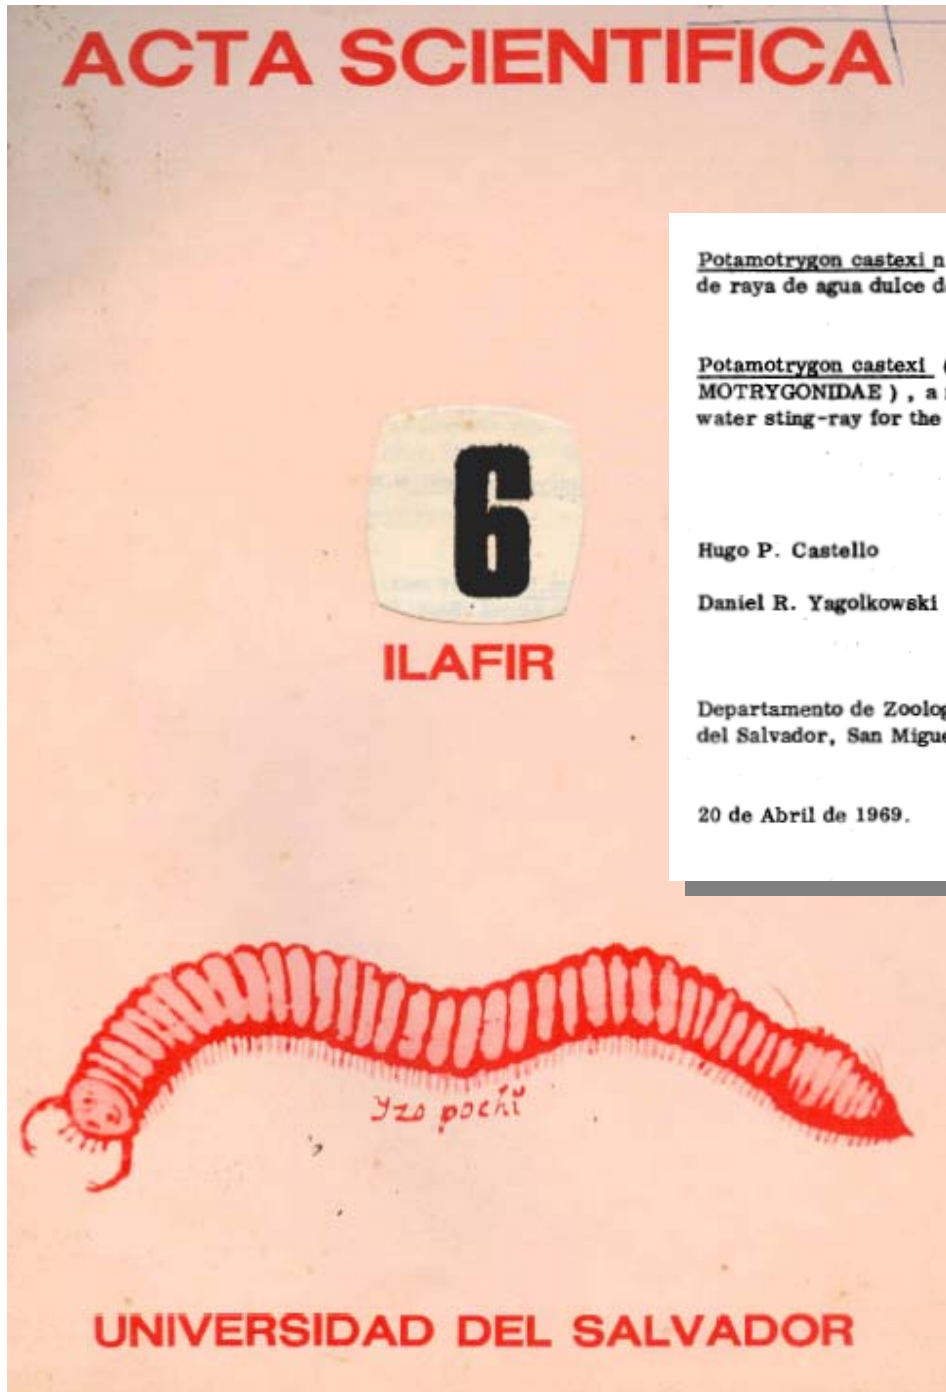 ACTA SCIENTIFICA
6
ILAFIR
Yzo pochi
UNIVERSIDAD DEL SALVADOR
Potamotrygon castexi n
de raya de agua dulce d
Potamotrygon castexi (
MOTRYGONIDAE ) , a
water sting-ray for the
Hugo P. Castello
Daniel R. Yagolkowski
Departamento de Zoolog
del Salvador, San Migue
20 de Abril de 1969.